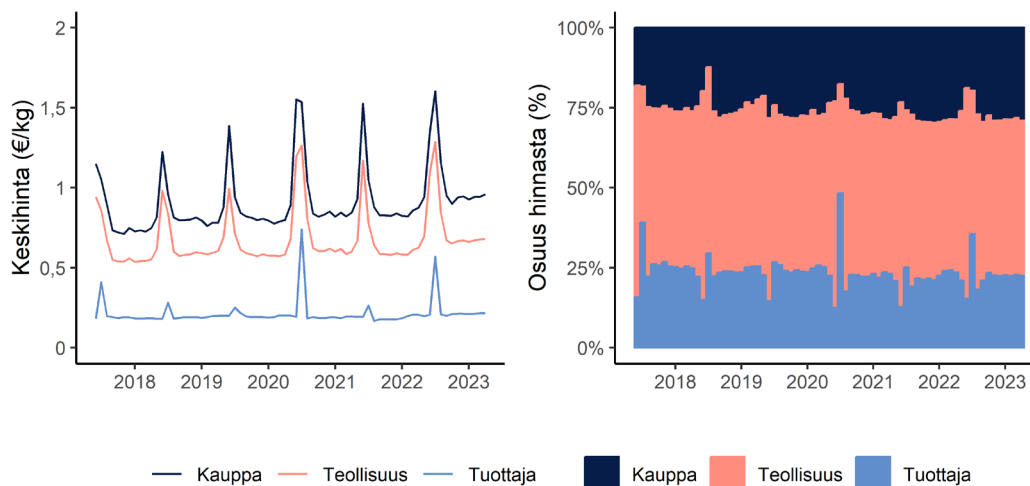 Keskihinta (€/kg)
2
1.5
1
0.5
0
2018 2019 2020 2021 2022 2023
Kauppa Teollisuus Tuottaja
Osuus hinnasta (%)
100%
75%
50%
25%
0%
2018 2019 2020 2021 2022 2023
Kauppa Teollisuus Tuottaja